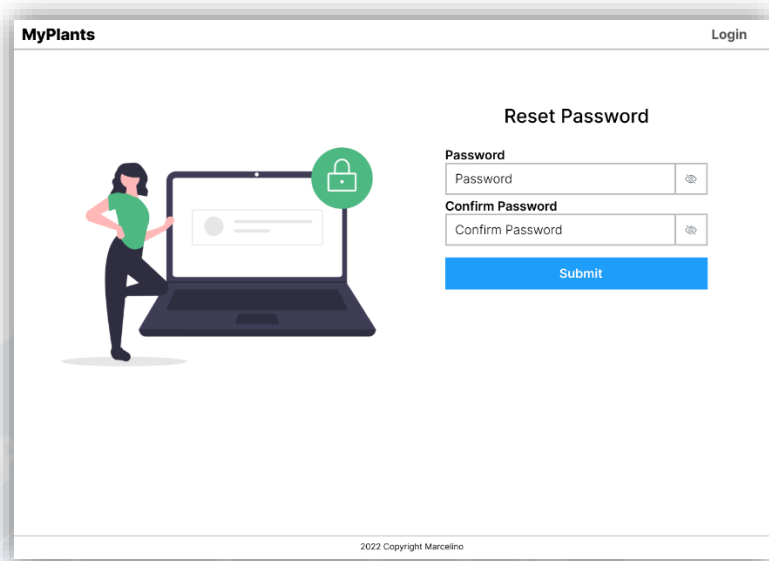 MyPlants
Login
Reset Password
Password
Password
Confirm Password
Confirm Password
Submit
2022 Copyright Marcelino